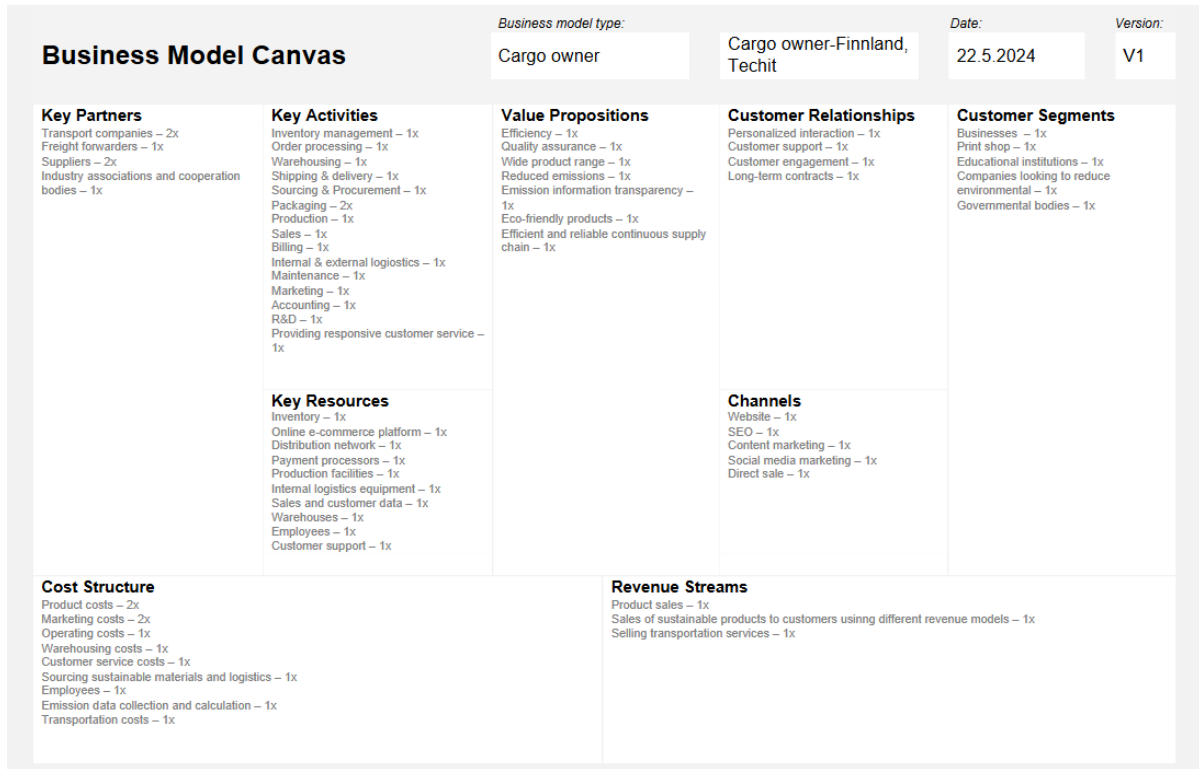 Business Model Canvas
Business model type:
Cargo owner
Cargo owner-Finnland,
Techit
Date:
22.5.2024
Version:
V1
Key Partners
Transport companies – 2x
Freight forwarders – 1x
Suppliers – 2x
Industry associations and cooperation
bodies – 1x
Key Activities
Inventory management – 1x
Order processing – 1x
Warehousing – 1x
Shipping & delivery – 1x
Sourcing & Procurement – 1x
Packaging – 2x
Production – 1x
Sales – 1x
Billing – 1x
Internal & external logiostics – 1x
Maintenance – 1x
Marketing – 1x
Accounting – 1x
R&D – 1x
Providing responsive customer service –
1x
Key Resources
Inventory – 1x
Online e-commerce platform – 1x
Distribution network – 1x
Payment processors – 1x
Production facilities – 1x
Internal logistics equipment – 1x
Sales and customer data – 1x
Warehouses – 1x
Employees – 1x
Customer support – 1x
Value Propositions
Efficiency – 1x
Quality assurance – 1x
Wide product range – 1x
Reduced emissions – 1x
Emission information transparency –
1x
Eco-friendly products – 1x
Efficient and reliable continuous supply
chain – 1x
Customer Relationships
Personalized interaction – 1x
Customer support – 1x
Customer engagement – 1x
Long-term contracts – 1x
Channels
Website – 1x
SEO – 1x
Content marketing – 1x
Social media marketing – 1x
Direct sale – 1x
Customer Segments
Businesses – 1x
Print shop – 1x
Educational institutions – 1x
Companies looking to reduce
environmental – 1x
Governmental bodies – 1x
Cost Structure
Product costs – 2x
Marketing costs – 2x
Operating costs – 1x
Warehousing costs – 1x
Customer service costs – 1x
Sourcing sustainable materials and logistics – 1x
Employees – 1x
Emission data collection and calculation – 1x
Transportation costs – 1x
Revenue Streams
Product sales – 1x
Sales of sustainable products to customers usinng different revenue models – 1x
Selling transportation services – 1x